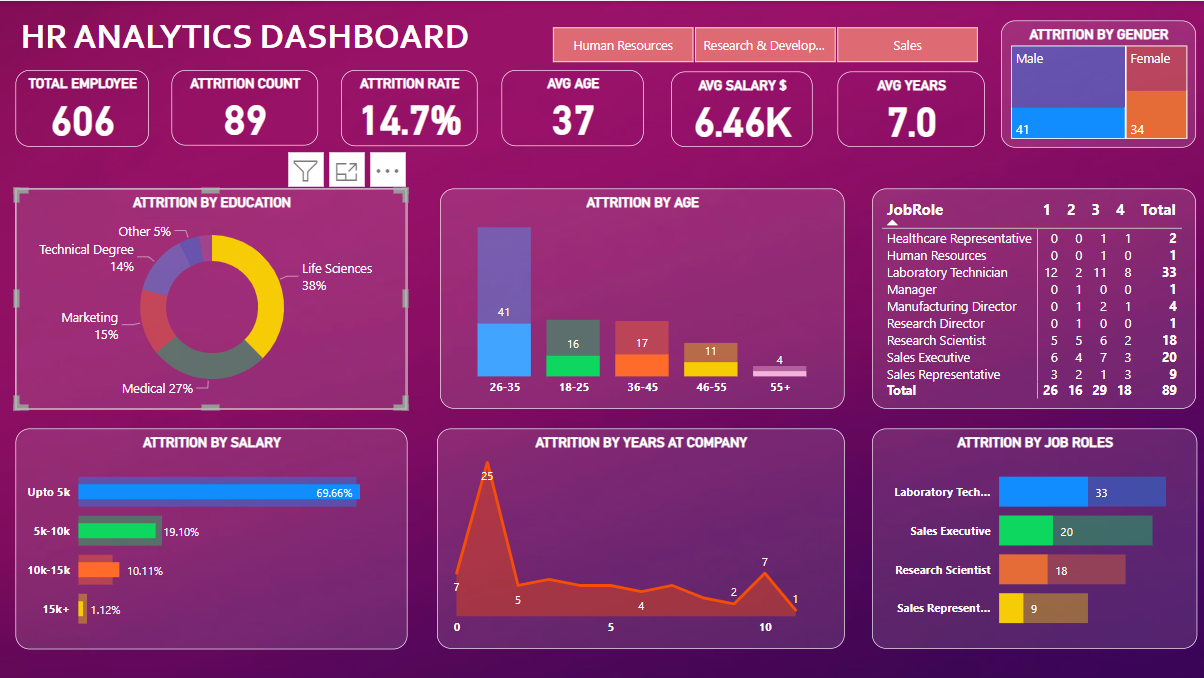 HR ANALYTICS DASHBOARD
Human Resources
Research & Develop...
Sales
ATTRITION BY GENDER
Male
Female
41
34
TOTAL EMPLOYEE
606
ATTRITION COUNT
89
ATTRITION RATE
14.7%
AVG AGE
37
AVG SALARY $
6.46K
AVG YEARS
7.0
ATTRITION BY EDUCATION
Other 5%
Technical Degree
14%
Life Sciences
38%
Marketing
15%
Medical 27%
ATTRITION BY AGE
41
16
17
11
4
26-35 18-25 36-45 46-55 55+
JobRole 1 2 3 4 Total
Healthcare Representative 0 0 1 1 2
Human Resources 0 0 1 0 1
Laboratory Technician 12 2 11 8 33
Manager 0 1 0 0 1
Manufacturing Director 0 1 2 1 4
Research Director 0 1 0 0 1
Research Scientist 5 5 6 2 18
Sales Executive 6 4 7 3 20
Sales Representative 3 2 1 3 9
Total 26 16 29 18 89
ATTRITION BY SALARY
Upto 5k 69.66%
5k-10k 19.10%
10k-15k 10.11%
15k+ 1.12%
ATTRITION BY YEARS AT COMPANY
25
7
5
4
2
7
1
0 5 10
ATTRITION BY JOB ROLES
Laboratory Tech... 33
Sales Executive 20
Research Scientist 18
Sales Represent... 9